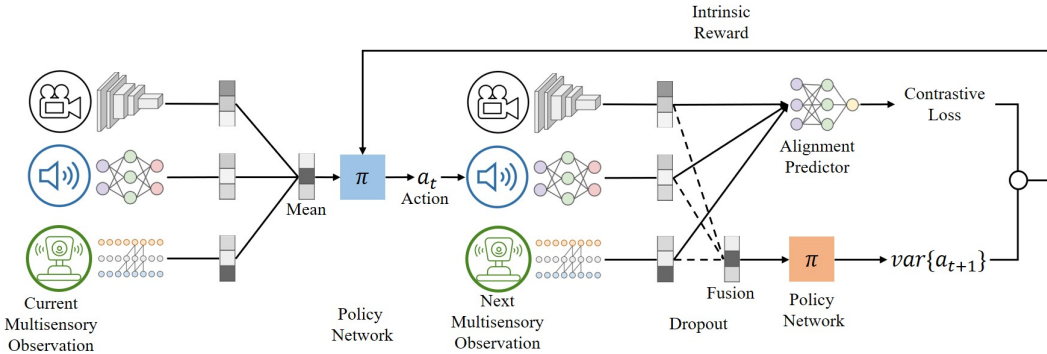 Intrinsic
Reward
Mean
π
a_t
Action
Contrastive
Loss
Alignment
Predictor
Fusion
π
var{a_{t+1}}
Current
Multisensory
Observation
Policy
Network
Next
Multisensory
Observation
Dropout
Policy
Network